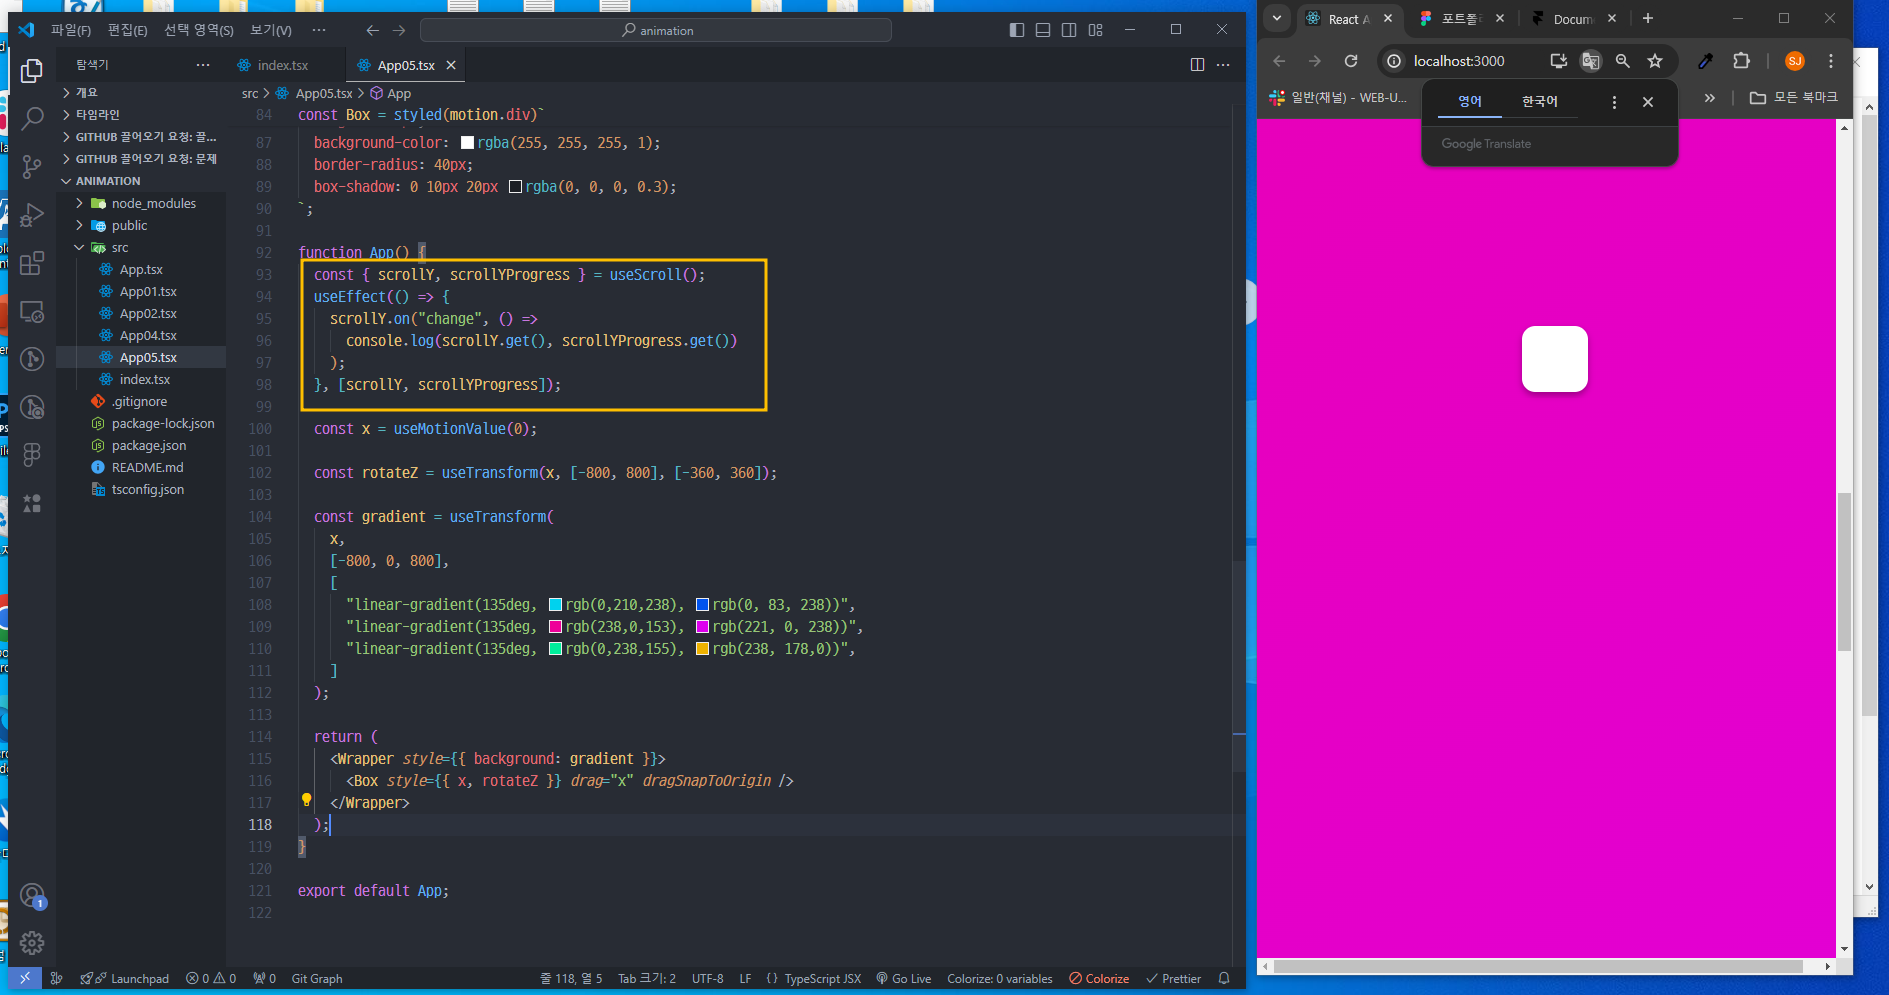 파일(F) 편집(E) 선택 영역(S) 보기(V) ··· animation
탐색기 ···
개요
타임라인
GITHUB 끌어오기 요청: 끌...
GITHUB 끌어오기 요청: 문제
ANIMATION
node_modules
public
src
App.tsx
App01.tsx
App02.tsx
App04.tsx
App05.tsx
index.tsx
.gitignore
package-lock.json
package.json
README.md
tsconfig.json
1
index.tsx App05.tsx
src > App05.tsx > App
84 const Box = styled(motion.div)`
87 background-color: rgba(255, 255, 255, 1);
88 border-radius: 40px;
89 box-shadow: 0 10px 20px rgba(0, 0, 0, 0.3);
90 `;
91
92 function App() {
93 const { scrollY, scrollYProgress } = useScroll();
94 useEffect(() => {
95 scrollY.on("change", () =>
96 console.log(scrollY.get(), scrollYProgress.get())
97 );
98 }, [scrollY, scrollYProgress]);
99
100 const x = useMotionValue(0);
101
102 const rotateZ = useTransform(x, [-800, 800], [-360, 360]);
103
104 const gradient = useTransform(
105 x,
106 [-800, 0, 800],
107 [
108 "linear-gradient(135deg, rgb(0,210,238), rgb(0, 83, 238))",
109 "linear-gradient(135deg, rgb(238,0,153), rgb(221, 0, 238))",
110 "linear-gradient(135deg, rgb(0,238,155), rgb(238, 178,0))",
111 ]
112 );
113
114 return (
115 <Wrapper style={{ background: gradient }}>
116 <Box style={{ x, rotateZ }} drag="x" dragSnapToOrigin />
117 </Wrapper>
118 );
119 }
120
121 export default App;
122
Launchpad 0 0 0 Git Graph 줄 118, 열 5 Tab 크기: 2 UTF-8 LF {} TypeScript JSX Go Live Colorize: 0 variables Colorize Prettier
React A 포트폴 Docum
localhost:3000 SJ
일반(채널) - WEB-U... 모든 북마크
영어 한국어
Google Translate